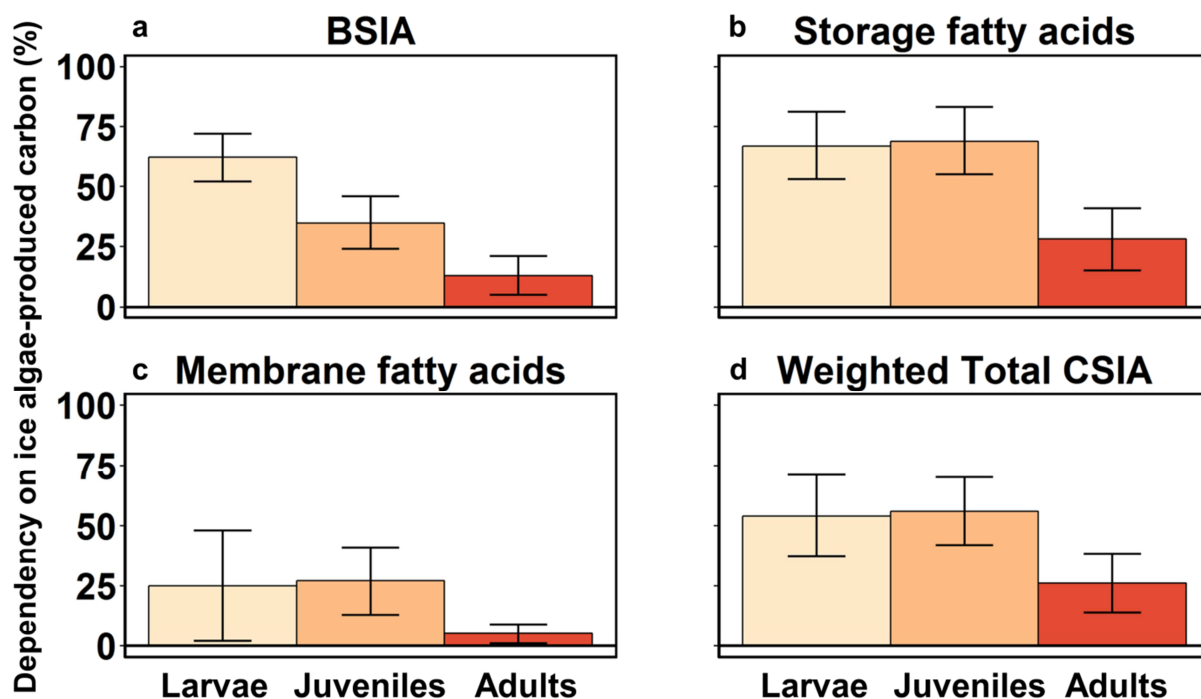 Dependency on ice algae-produced carbon (%)
a BSIA
100
75
50
25
0
b Storage fatty acids
c Membrane fatty acids
100
75
50
25
0
Larvae Juveniles Adults
d Weighted Total CSIA
Larvae Juveniles Adults